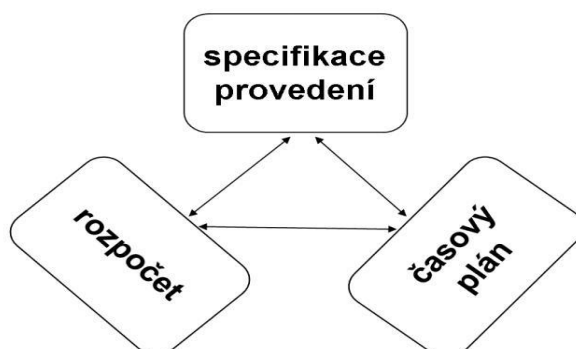 specifikace
provedení
rozpočet
časový
plán